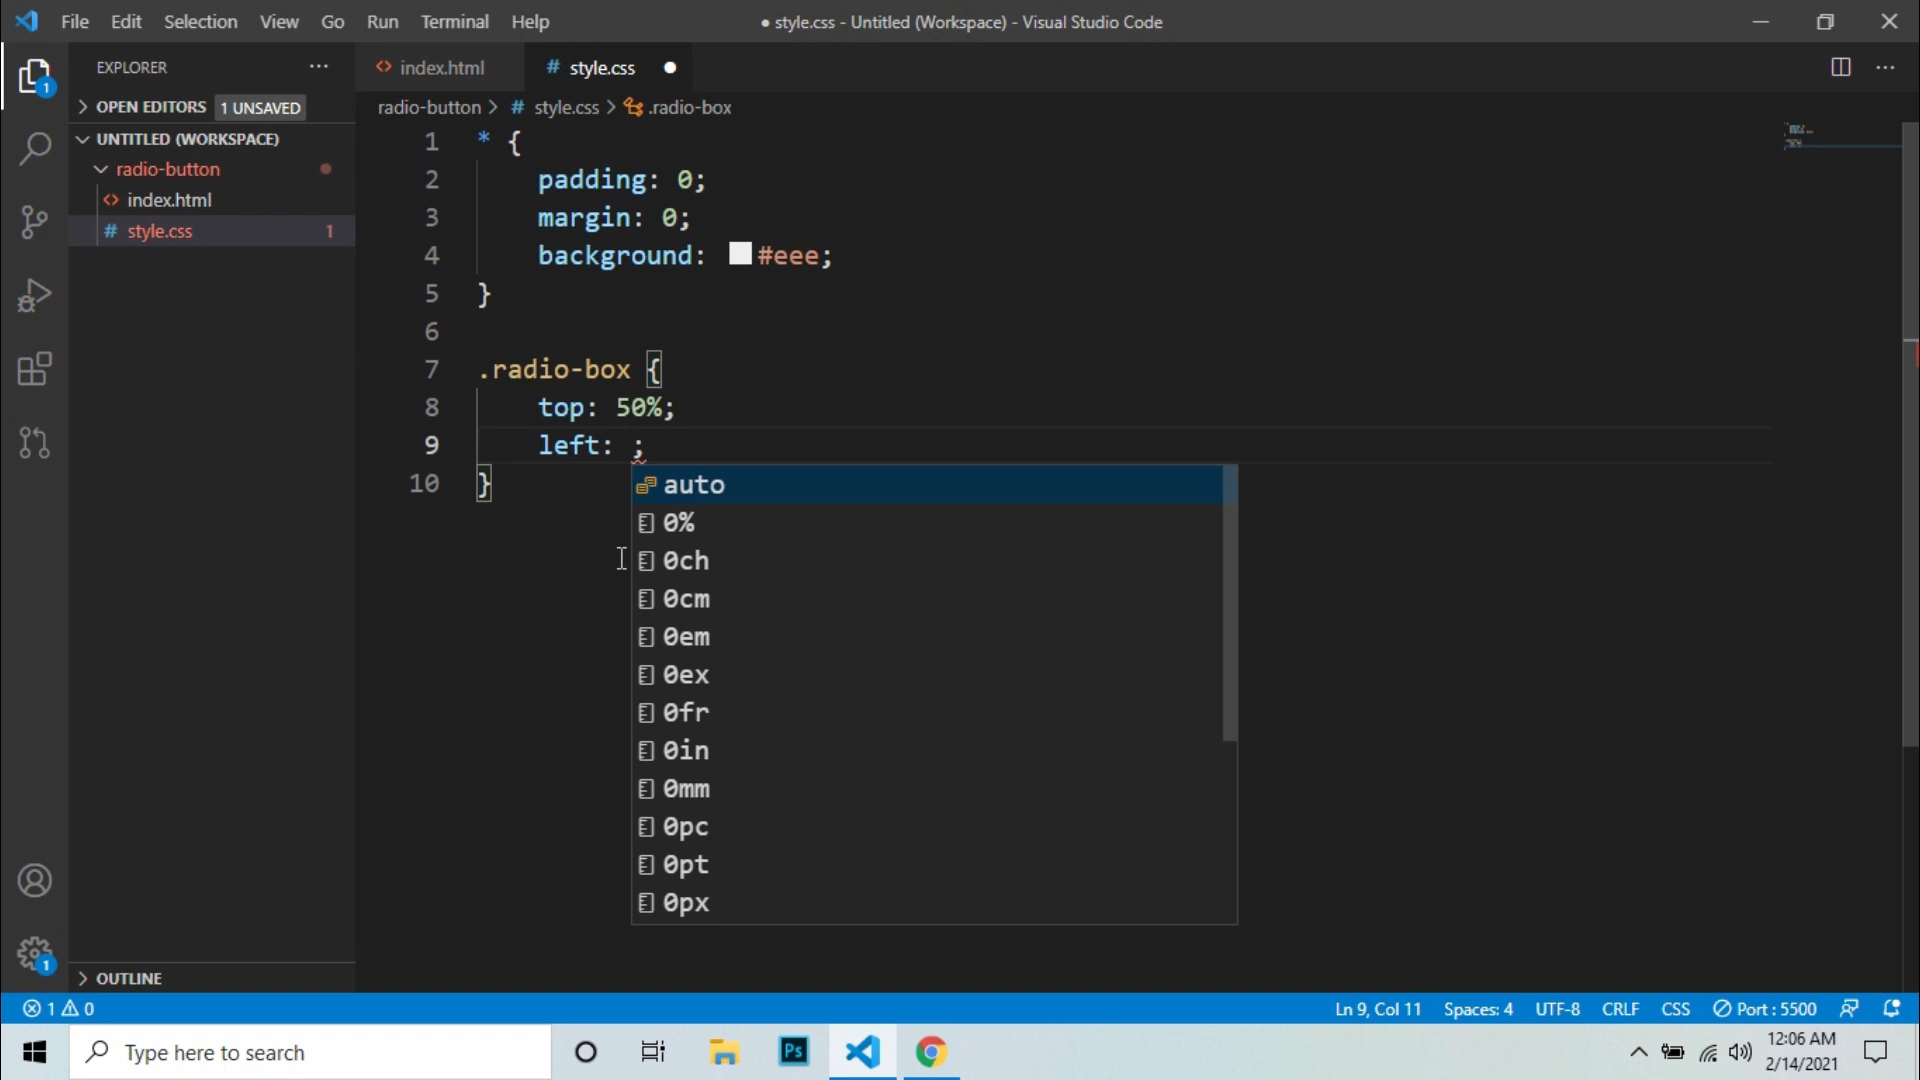 File Edit Selection View Go Run Terminal Help
● style.css - Untitled (Workspace) - Visual Studio Code
EXPLORER
OPEN EDITORS 1 UNSAVED
UNTITLED (WORKSPACE)
radio-button
index.html
style.css 1
OUTLINE
index.html
style.css
radio-button > # style.css > .radio-box
1 * {
2 padding: 0;
3 margin: 0;
4 background: #eee;
5 }
6
7 .radio-box {
8 top: 50%;
9 left: ;
10 }
auto
0%
0ch
0cm
0em
0ex
0fr
0in
0mm
0pc
0pt
0px
1
1
1 0
Ln 9, Col 11 Spaces: 4 UTF-8 CRLF CSS Port : 5500
Type here to search
Ps
12:06 AM
2/14/2021